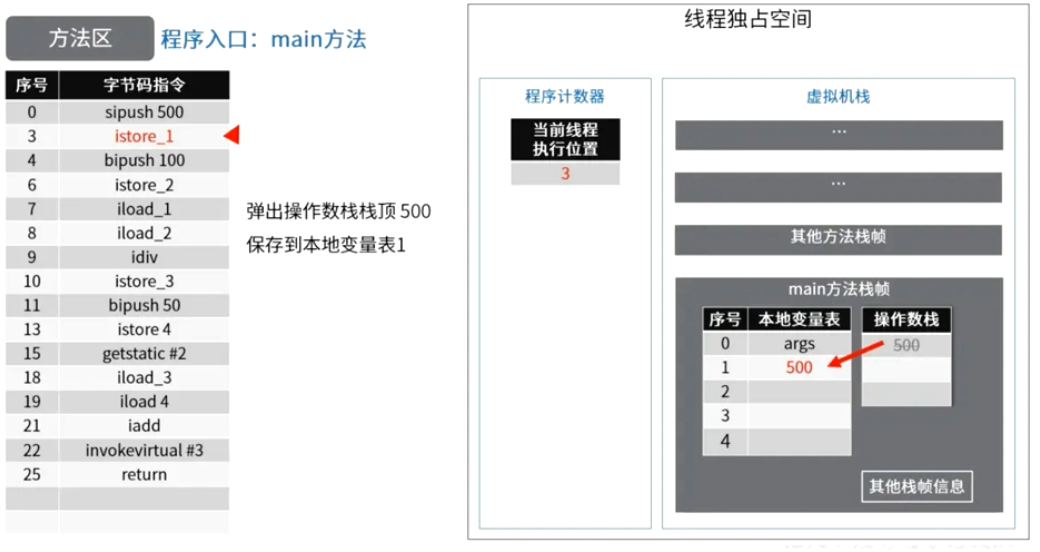 方法区 程序入口：main方法
序号 字节码指令
0 sipush 500
3 istore_1
4 bipush 100
6 istore_2
7 iload_1
8 iload_2
9 idiv
10 istore_3
11 bipush 50
13 istore 4
15 getstatic #2
18 iload_3
19 iload 4
21 iadd
22 invokevirtual #3
25 return
弹出操作数栈栈顶 500
保存到本地变量表1
线程独占空间
程序计数器
当前线程
执行位置
3
虚拟机栈
...
...
其他方法栈帧
main方法栈帧
序号 本地变量表 操作数栈
0 args 500
1 500
2
3
4
其他栈帧信息